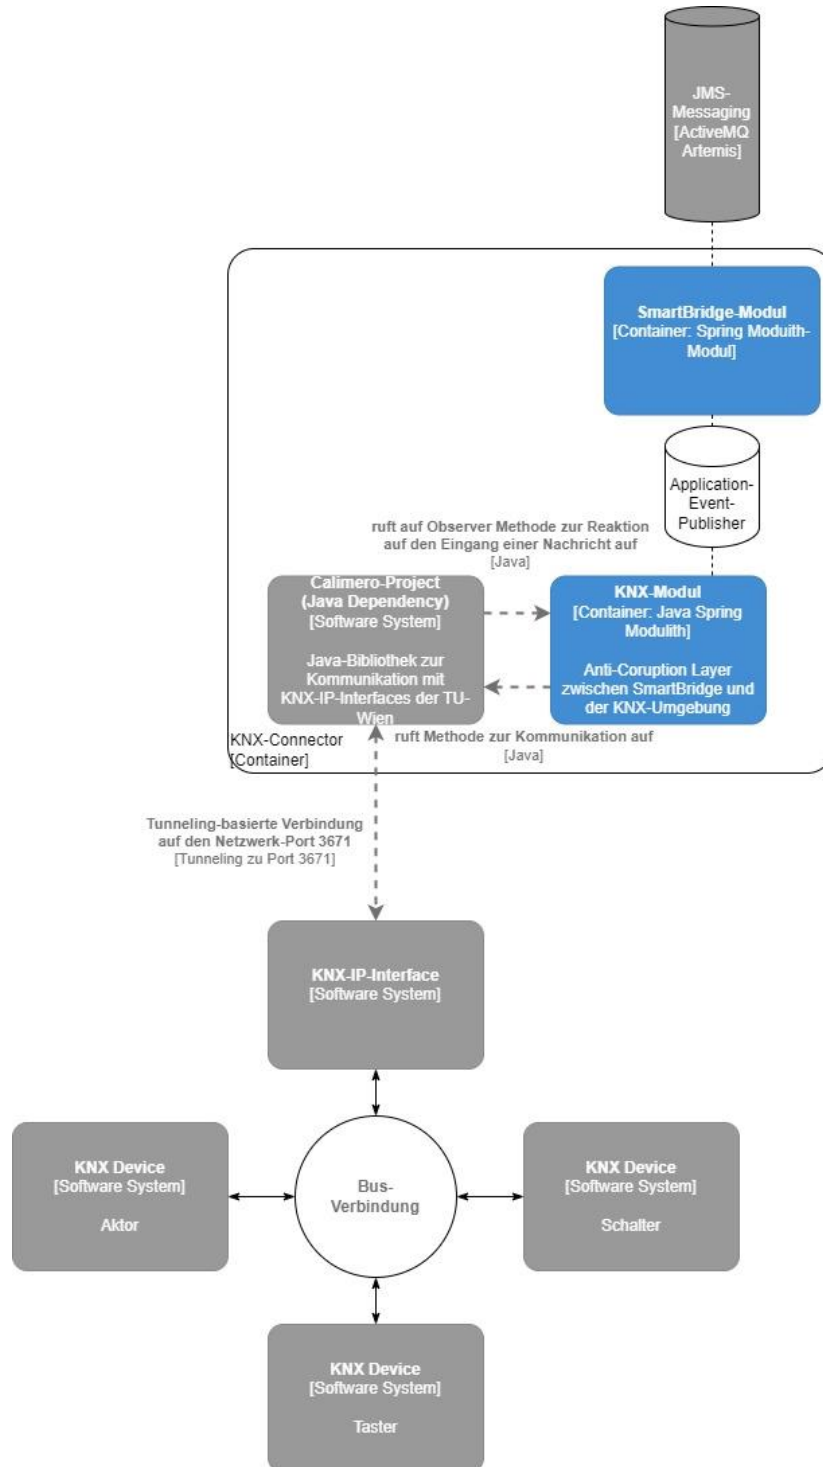 JMS-
Messaging
[ActiveMQ
Artemis]
SmartBridge-Modul
[Container: Spring Moduith-
Modul]
Application-
Event-
Publisher
ruft auf Observer Methode zur Reaktion
auf den Eingang einer Nachricht auf
[Java]
Calimero-Project
(Java Dependency)
[Software System]
Java-Bibliothek zur
Kommunikation mit
KNX-IP-Interfaces der TU-
Wien
KNX-Modul
[Container: Java Spring
Modulith]
Anti-Coruption Layer
zwischen SmartBridge und
der KNX-Umgebung
ruft Methode zur Kommunikation auf
[Java]
KNX-Connector
[Container]
Tunneling-basierte Verbindung
auf den Netzwerk-Port 3671
[Tunneling zu Port 3671]
KNX-IP-Interface
[Software System]
KNX Device
[Software System]
Aktor
Bus-
Verbindung
KNX Device
[Software System]
Schalter
KNX Device
[Software System]
Taster